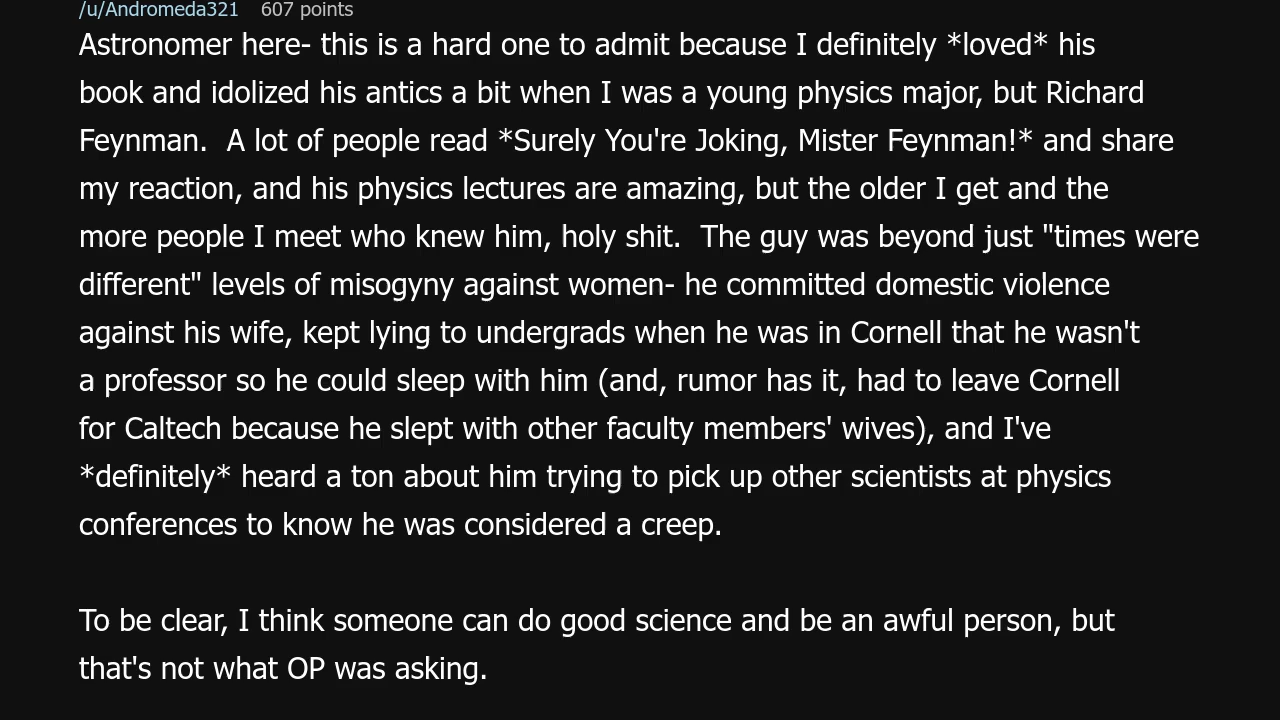 /u/Andromeda321 607 points
Astronomer here- this is a hard one to admit because I definitely *loved* his
book and idolized his antics a bit when I was a young physics major, but Richard
Feynman.  A lot of people read *Surely You're Joking, Mister Feynman!* and share
my reaction, and his physics lectures are amazing, but the older I get and the
more people I meet who knew him, holy shit.  The guy was beyond just "times were
different" levels of misogyny against women- he committed domestic violence
against his wife, kept lying to undergrads when he was in Cornell that he wasn't
a professor so he could sleep with him (and, rumor has it, had to leave Cornell
for Caltech because he slept with other faculty members' wives), and I've
*definitely* heard a ton about him trying to pick up other scientists at physics
conferences to know he was considered a creep.
To be clear, I think someone can do good science and be an awful person, but
that's not what OP was asking.